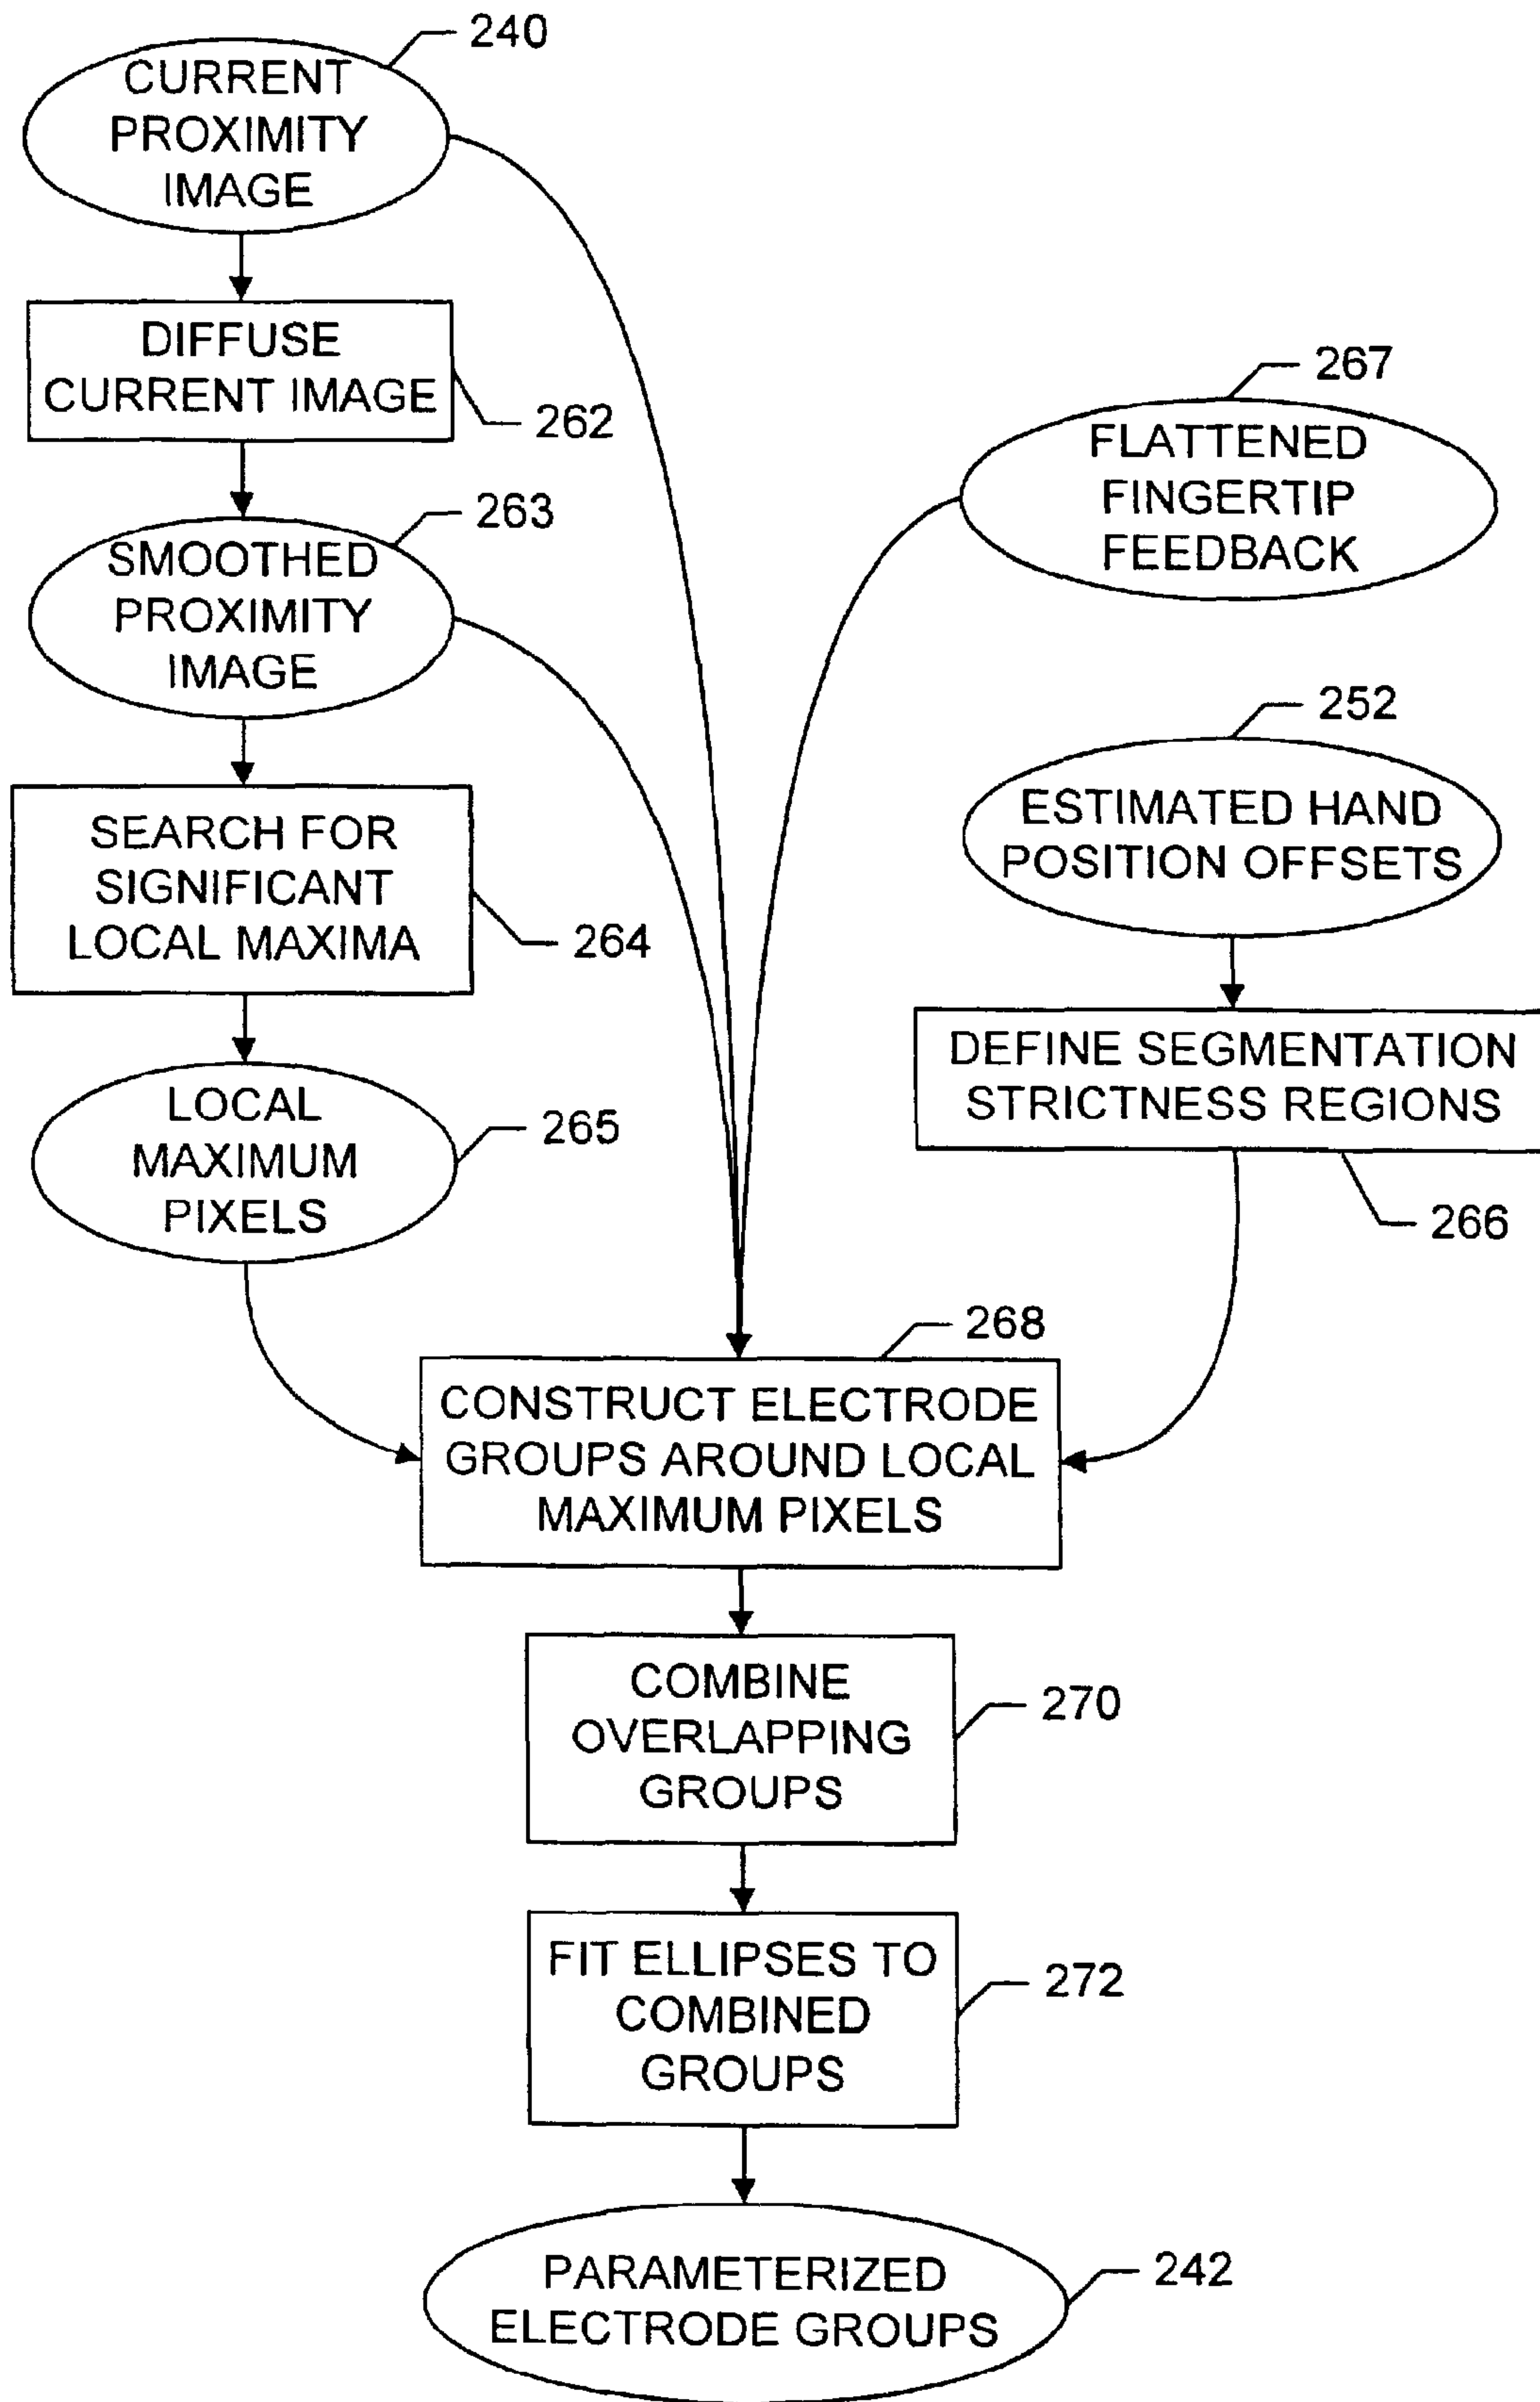 240
CURRENT
PROXIMITY
IMAGE
DIFFUSE
CURRENT IMAGE
262
263
SMOOTHED
PROXIMITY
IMAGE
SEARCH FOR
SIGNIFICANT
LOCAL MAXIMA
264
LOCAL
MAXIMUM
PIXELS
265
267
FLATTENED
FINGERTIP
FEEDBACK
252
ESTIMATED HAND
POSITION OFFSETS
DEFINE SEGMENTATION
STRICTNESS REGIONS
266
268
CONSTRUCT ELECTRODE
GROUPS AROUND LOCAL
MAXIMUM PIXELS
COMBINE
OVERLAPPING
GROUPS
270
FIT ELLIPSES TO
COMBINED
GROUPS
272
PARAMETERIZED
ELECTRODE GROUPS
242